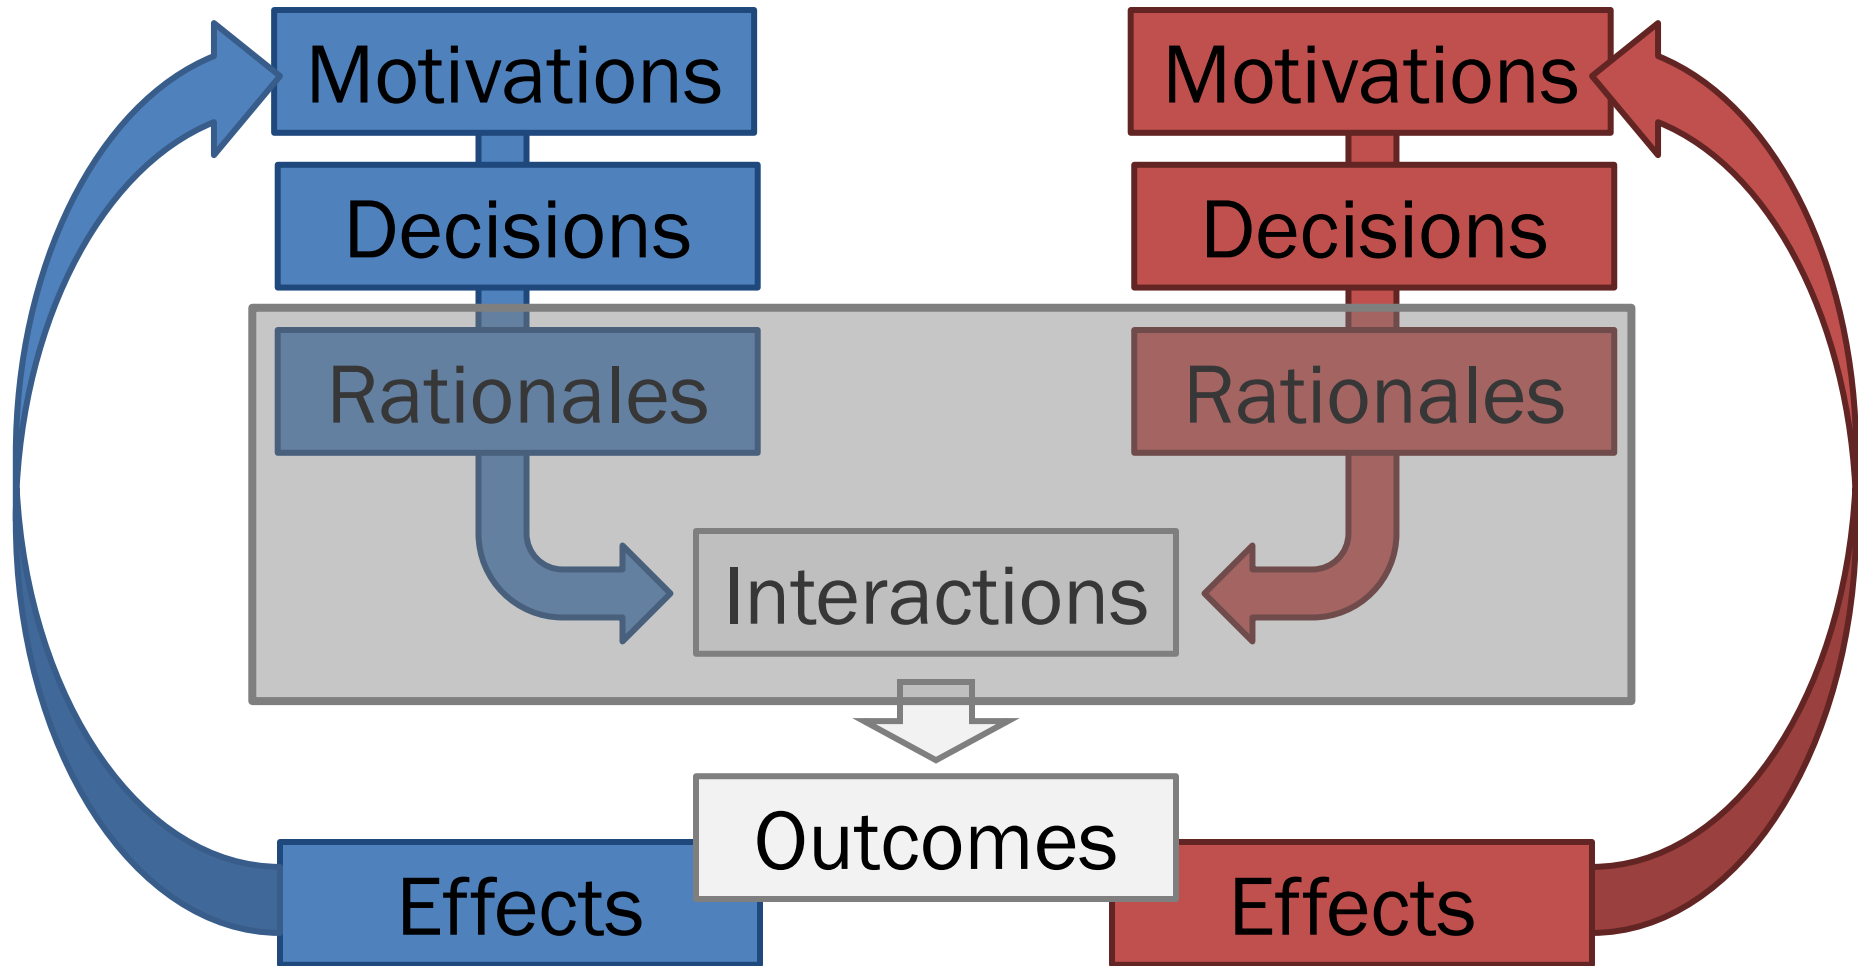 Motivations
Motivations
Decisions
Decisions
Rationales
Rationales
Interactions
Outcomes
Effects
Effects